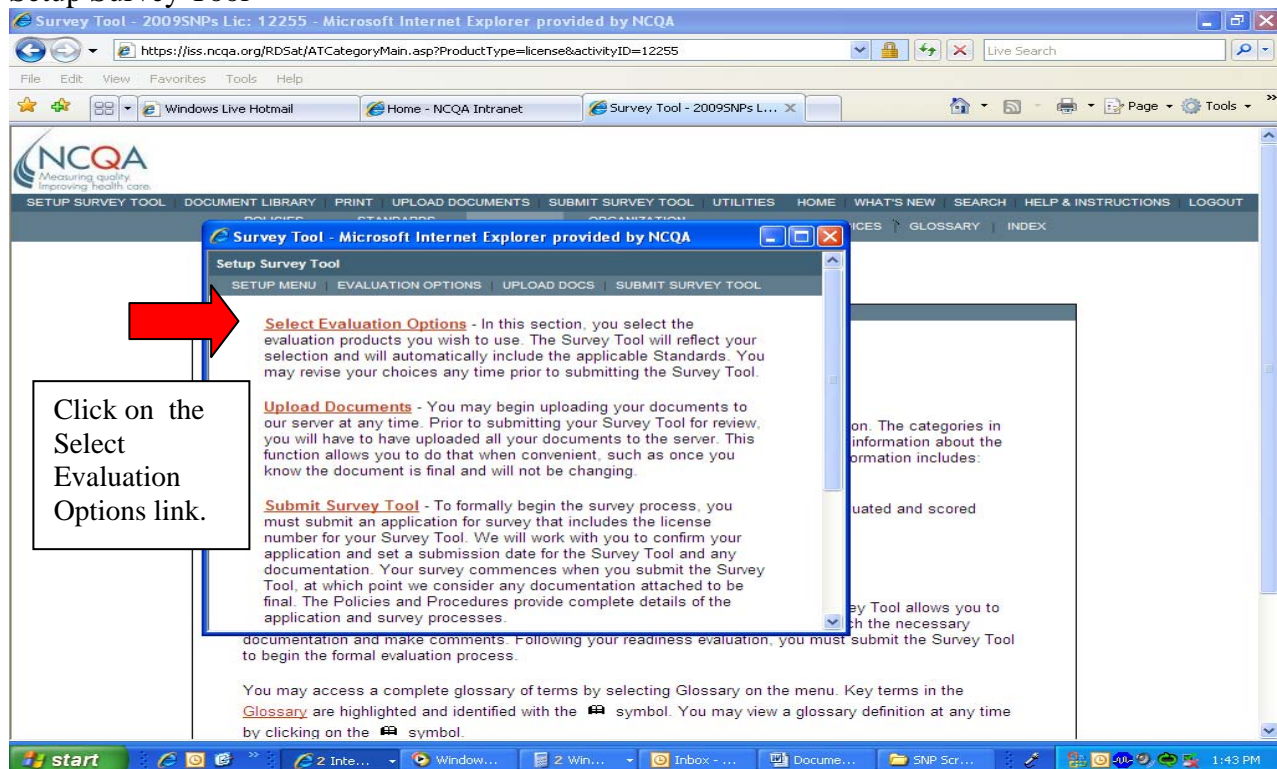 Setup Survey Tool
Survey Tool - 2009SNPs Lic: 12255 - Microsoft Internet Explorer provided by NCQA
https://iss.ncqa.org/RDSat/ATCategoryMain.asp?ProductType=license&activityID=12255
Live Search
File Edit View Favorites Tools Help
Windows Live Hotmail
Home - NCQA Intranet
Survey Tool - 2009SNPs L...
Page
Tools
NCQA
Measuring quality.
Improving health care.
SETUP SURVEY TOOL | DOCUMENT LIBRARY | PRINT | UPLOAD DOCUMENTS | SUBMIT SURVEY TOOL | UTILITIES HOME | WHAT'S NEW | SEARCH | HELP & INSTRUCTIONS | LOGOUT
POLICIES STANDARDS ORGANIZATION
ICES | GLOSSARY | INDEX
Survey Tool - Microsoft Internet Explorer provided by NCQA
Setup Survey Tool
SETUP MENU | EVALUATION OPTIONS | UPLOAD DOCS | SUBMIT SURVEY TOOL
Select Evaluation Options - In this section, you select the
evaluation products you wish to use. The Survey Tool will reflect your
selection and will automatically include the applicable Standards. You
may revise your choices any time prior to submitting the Survey Tool.
Upload Documents - You may begin uploading your documents to
our server at any time. Prior to submitting your Survey Tool for review,
you will have to have uploaded all your documents to the server. This
function allows you to do that when convenient, such as once you
know the document is final and will not be changing.
Submit Survey Tool - To formally begin the survey process, you
must submit an application for survey that includes the license
number for your Survey Tool. We will work with you to confirm your
application and set a submission date for the Survey Tool and any
documentation. Your survey commences when you submit the Survey
Tool, at which point we consider any documentation attached to be
final. The Policies and Procedures provide complete details of the
application and survey processes.
Click on the
Select
Evaluation
Options link.
on. The categories in
information about the
ormation includes:
uated and scored
ey Tool allows you to
ch the necessary
documentation and make comments. Following your readiness evaluation, you must submit the Survey Tool
to begin the formal evaluation process.
You may access a complete glossary of terms by selecting Glossary on the menu. Key terms in the
Glossary are highlighted and identified with the symbol. You may view a glossary definition at any time
by clicking on the symbol.
start
2 Inte...
Window...
2 Win...
Inbox - ...
Docume...
SNP Scr...
1:43 PM